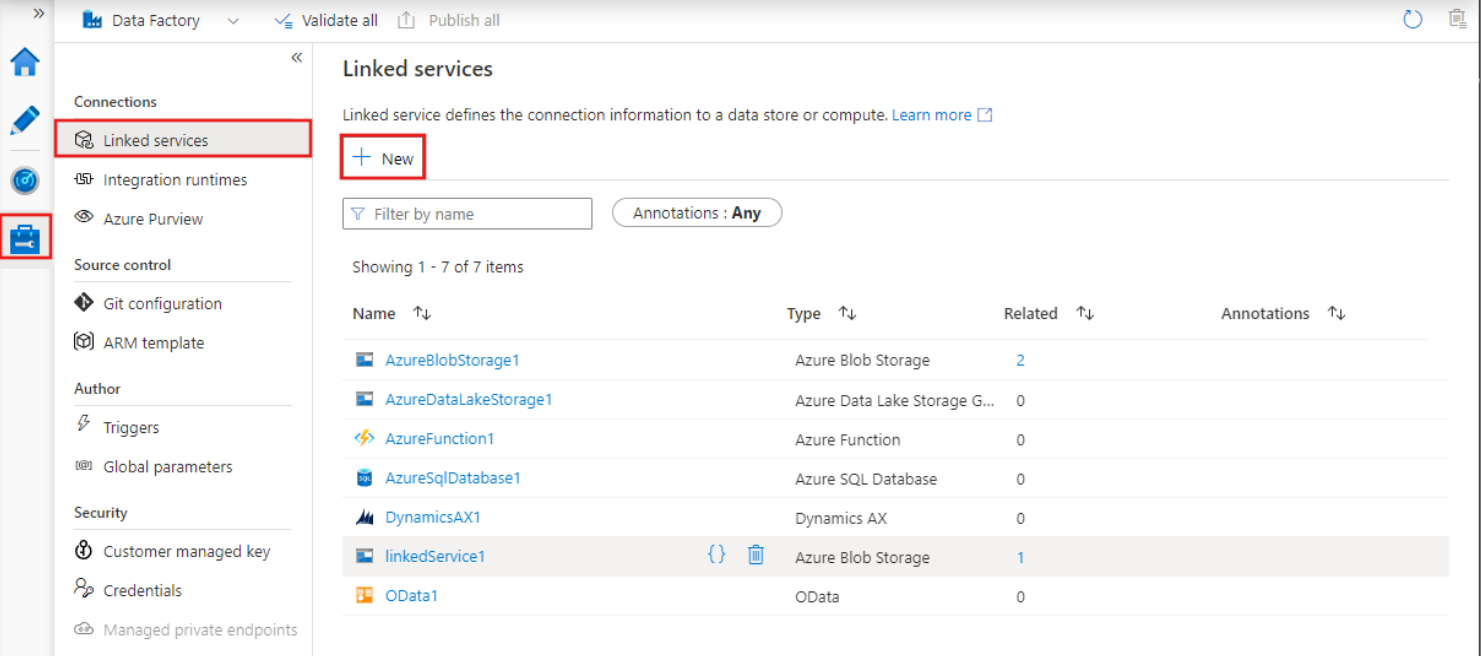 »
Data Factory Validate all Publish all
«
Connections
Linked services
Integration runtimes
Azure Purview
Source control
Git configuration
ARM template
Author
Triggers
Global parameters
Security
Customer managed key
Credentials
Managed private endpoints
Linked services
Linked service defines the connection information to a data store or compute. Learn more
+ New
Filter by name Annotations : Any
Showing 1 - 7 of 7 items
Name Type Related Annotations
AzureBlobStorage1 Azure Blob Storage 2
AzureDataLakeStorage1 Azure Data Lake Storage G... 0
AzureFunction1 Azure Function 0
SQL AzureSqlDatabase1 Azure SQL Database 0
DynamicsAX1 Dynamics AX 0
linkedService1 {} Azure Blob Storage 1
OData1 OData 0